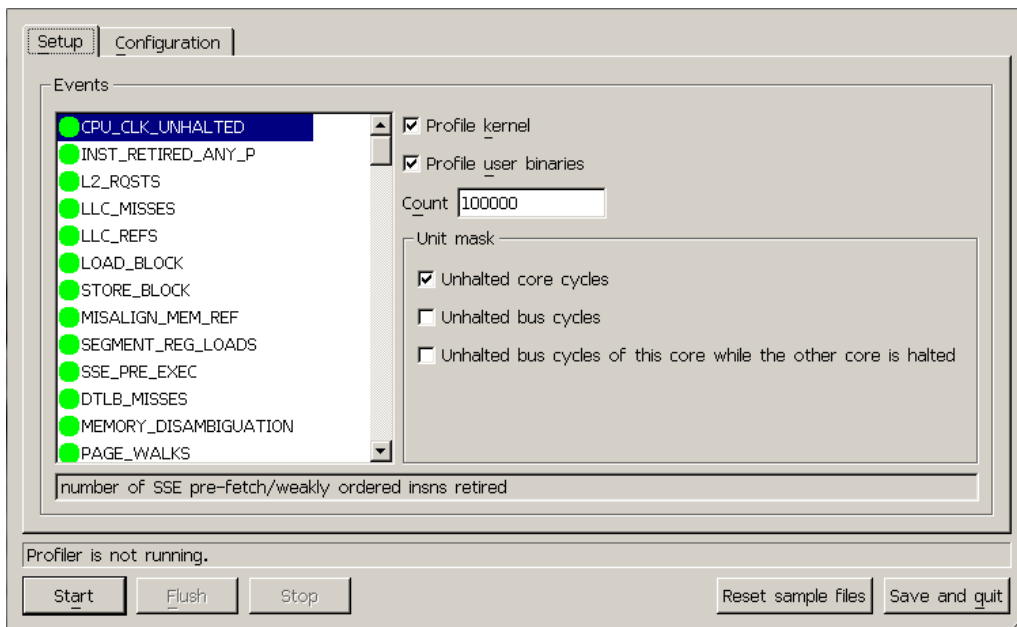 Setup
Configuration
Events
CPU_CLK_UNHALTED
INST_RETIRED_ANY_P
L2_RQSTS
LLC_MISSES
LLC_REFS
LOAD_BLOCK
STORE_BLOCK
MISALIGN_MEM_REF
SEGMENT_REG_LOADS
SSE_PRE_EXEC
DTLB_MISSES
MEMORY_DISAMBIGUATION
PAGE_WALKS
Profile kernel
Profile user binaries
Count 100000
Unit mask
Unhalted core cycles
Unhalted bus cycles
Unhalted bus cycles of this core while the other core is halted
number of SSE pre-fetch/weakly ordered insns retired
Profiler is not running.
Start
Flush
Stop
Reset sample files
Save and quit